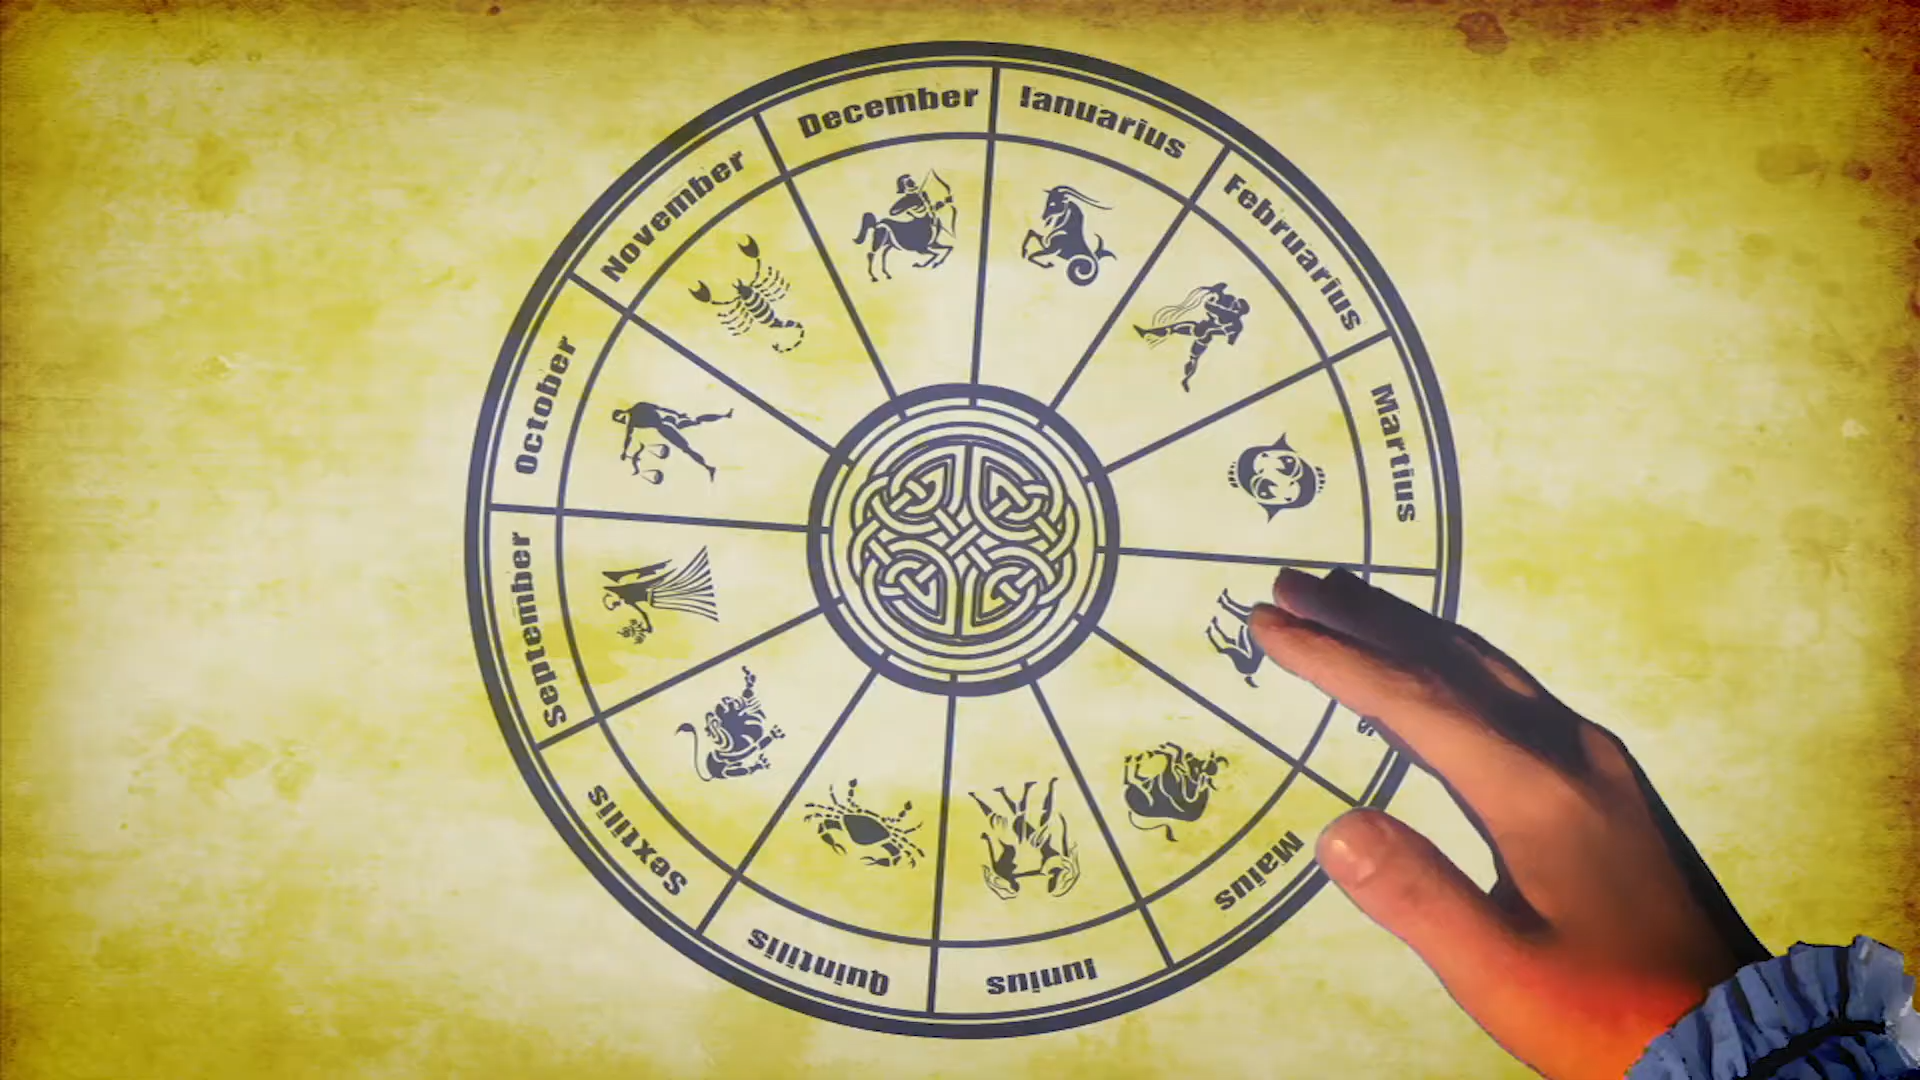 Ianuarius
Februarius
Martius
Maius
Iunius
Quintilis
Sextilis
September
October
November
December